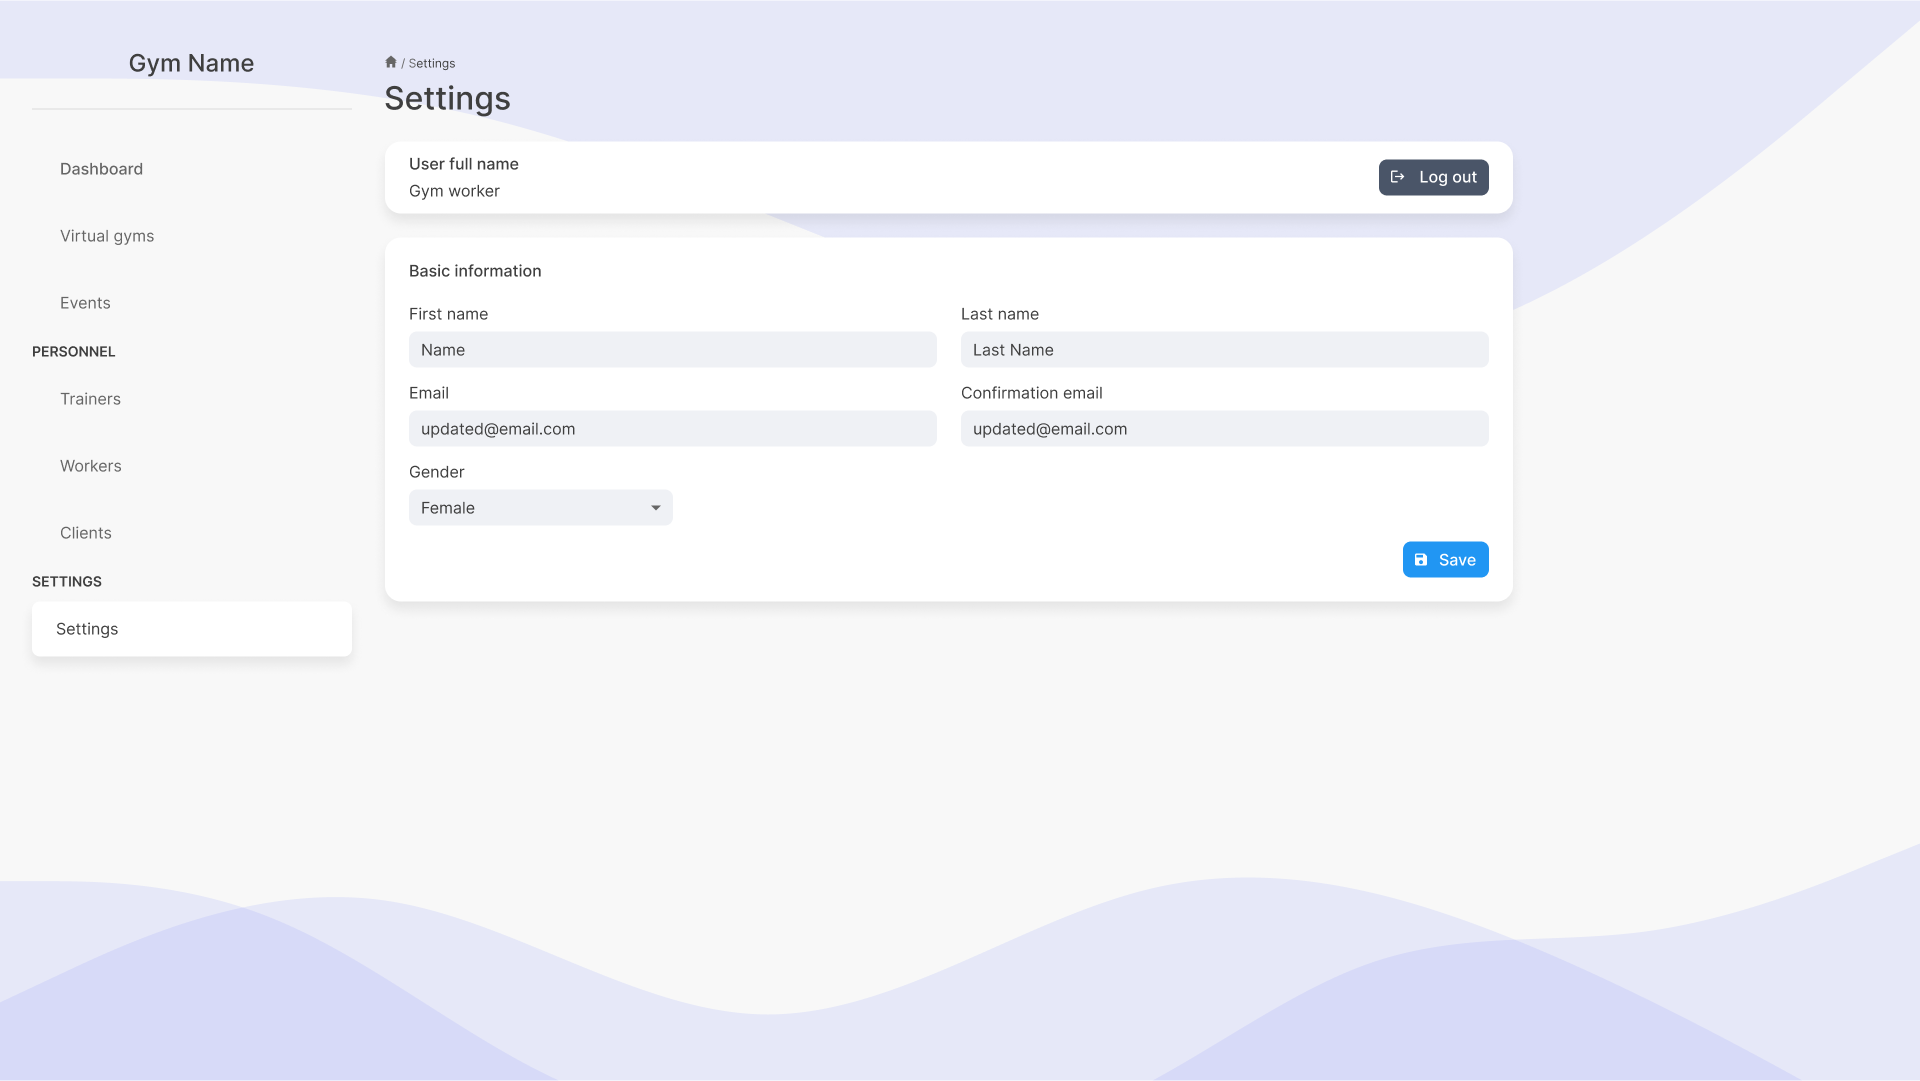 Gym Name
Dashboard
Virtual gyms
Events
PERSONNEL
Trainers
Workers
Clients
SETTINGS
Settings
/ Settings
Settings
User full name
Gym worker
Log out
Basic information
First name
Last name
Name
Last Name
Email
Confirmation email
updated@email.com
updated@email.com
Gender
Female
Save